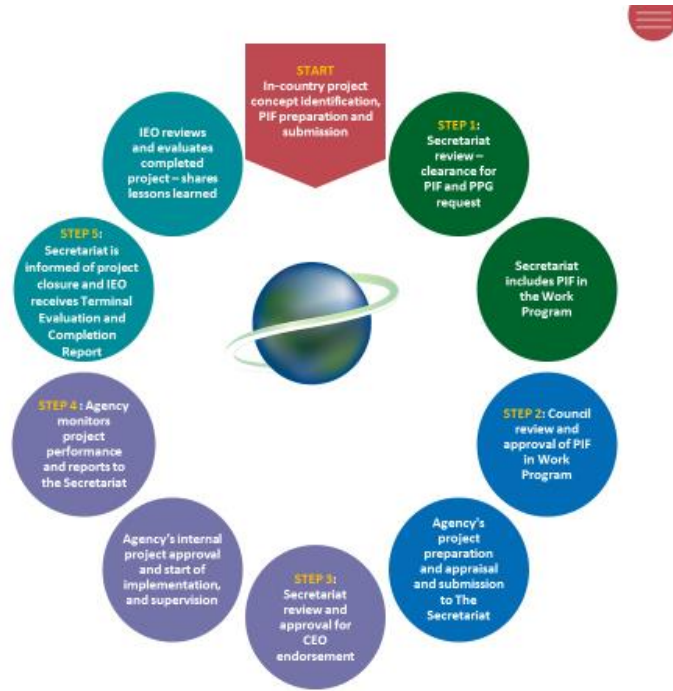 START
In-country project
concept identification,
PIF preparation and
submission
STEP 1:
Secretariat
review –
clearance for
PIF and PPG
request
Secretariat
includes PIF in
the Work
Program
STEP 2: Council
review and
approval of PIF
in Work
Program
Agency's
project
preparation
and appraisal
and submission
to The
Secretariat
STEP 3:
Secretariat
review and
approval for
CEO
endorsement
Agency's internal
project approval
and start of
implementation,
and supervision
STEP 4: Agency
monitors
project
performance
and reports to
the Secretariat
STEP 5:
Secretariat is
informed of project
closure and IEO
receives Terminal
Evaluation and
Completion
Report
IEO reviews
and evaluates
completed
project – shares
lessons learned